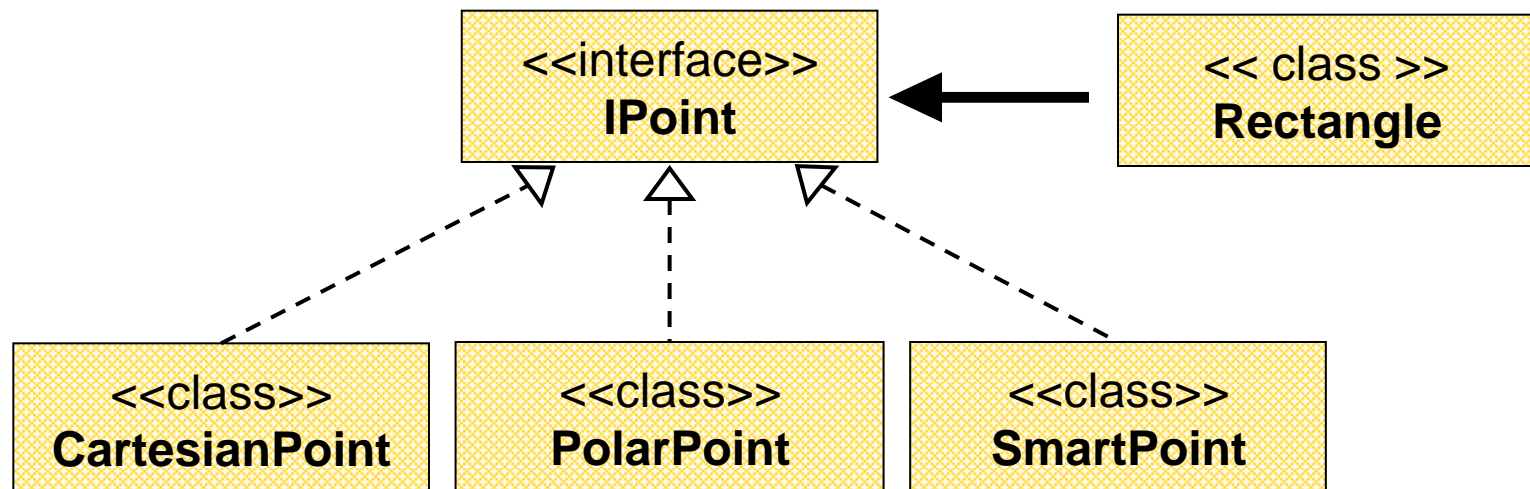 <<interface>>
IPoint
<< class >>
Rectangle
<<class>>
CartesianPoint
<<class>>
PolarPoint
<<class>>
SmartPoint